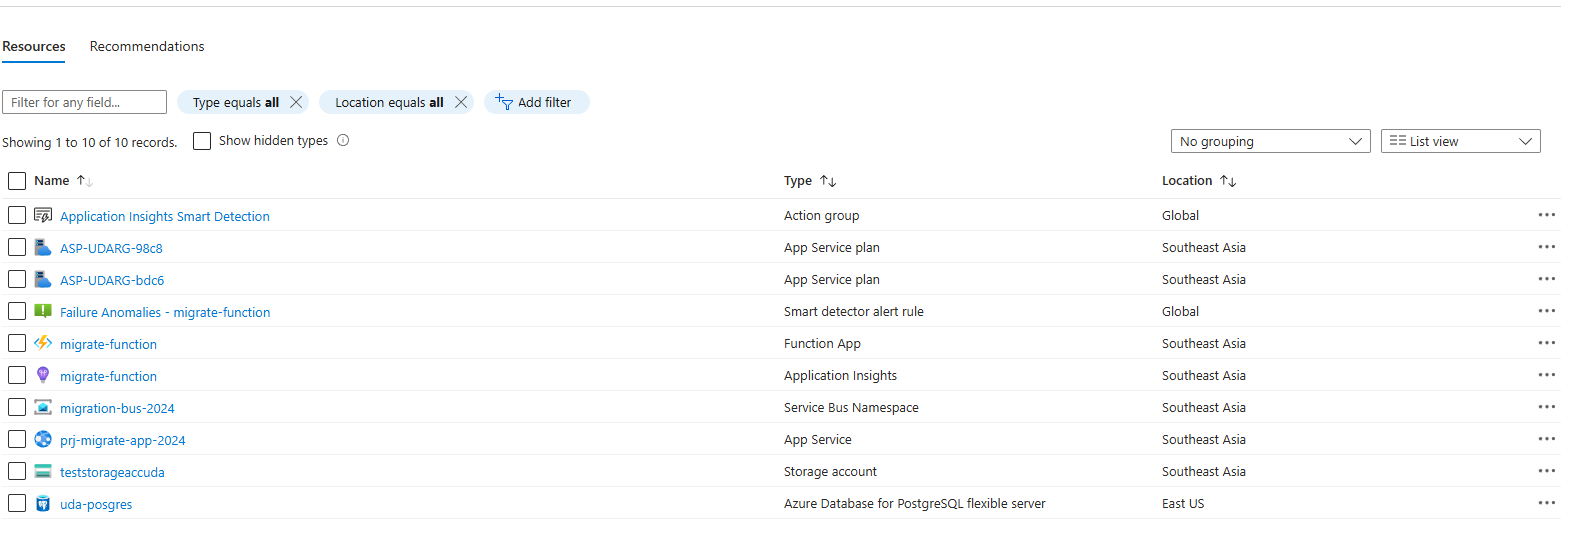 Resources Recommendations
Filter for any field... Type equals all Location equals all Add filter
Showing 1 to 10 of 10 records. Show hidden types No grouping List view
Name Type Location
Application Insights Smart Detection Action group Global
ASP-UDARG-98c8 App Service plan Southeast Asia
ASP-UDARG-bdc6 App Service plan Southeast Asia
Failure Anomalies - migrate-function Smart detector alert rule Global
migrate-function Function App Southeast Asia
migrate-function Application Insights Southeast Asia
migration-bus-2024 Service Bus Namespace Southeast Asia
prj-migrate-app-2024 App Service Southeast Asia
teststorageaccuda Storage account Southeast Asia
uda-posgres Azure Database for PostgreSQL flexible server East US